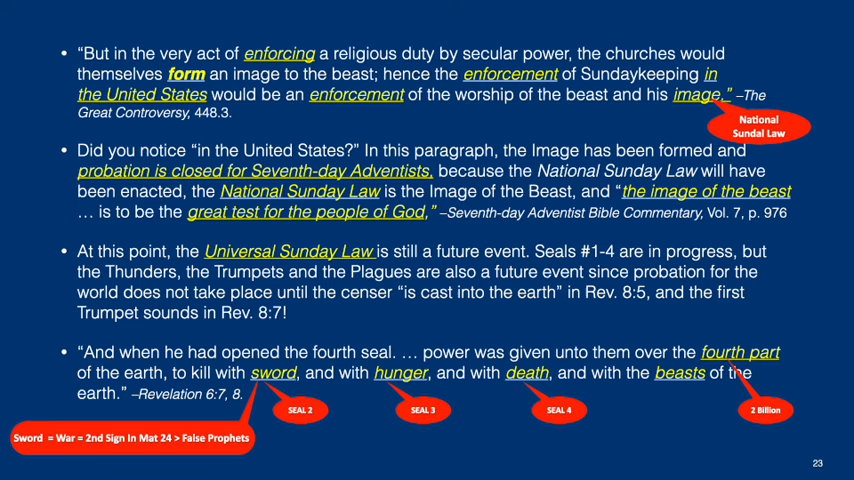 • “But in the very act of enforcing a religious duty by secular power, the churches would
themselves form an image to the beast; hence the enforcement of Sundaykeeping in
the United States would be an enforcement of the worship of the beast and his image,” –The
Great Controversy, 448.3.
National
Sundal Law
• Did you notice “in the United States?” In this paragraph, the Image has been formed and
probation is closed for Seventh-day Adventists, because the National Sunday Law will have
been enacted, the National Sunday Law is the Image of the Beast, and “the image of the beast
… is to be the great test for the people of God,” –Seventh-day Adventist Bible Commentary, Vol. 7, p. 976
• At this point, the Universal Sunday Law is still a future event. Seals #1-4 are in progress, but
the Thunders, the Trumpets and the Plagues are also a future event since probation for the
world does not take place until the censer “is cast into the earth” in Rev. 8:5, and the first
Trumpet sounds in Rev. 8:7!
• “And when he had opened the fourth seal. … power was given unto them over the fourth part
of the earth, to kill with sword, and with hunger, and with death, and with the beasts of the
earth.” –Revelation 6:7, 8.
SEAL 2
SEAL 3
SEAL 4
2 Billion
Sword = War = 2nd Sign In Mat 24 > False Prophets
23